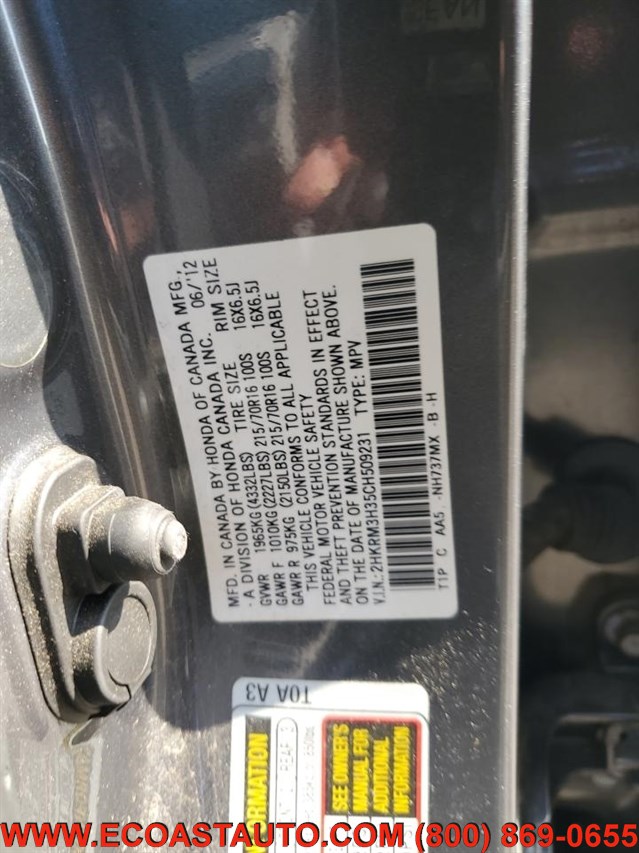 MFD. IN CANADA BY HONDA OF CANADA MFG.,
- A DIVISION OF HONDA CANADA INC. 06/'12
TIRE SIZE RIM SIZE
GVWR 1965KG(4332LBS)
GAWR F 1010KG(2227LBS) 215/70R16 100S 16X6.5J
GAWR R 975KG (2150LBS) 215/70R16 100S 16X6.5J
THIS VEHICLE CONFORMS TO ALL APPLICABLE
FEDERAL MOTOR VEHICLE SAFETY
AND THEFT PREVENTION STANDARDS IN EFFECT
ON THE DATE OF MANUFACTURE SHOWN ABOVE.
V.I.N.:2HKRM3H35CH509231 TYPE: MPV
T1P C AA5. -NH737MX -B -H
T0A A3
SEE OWNER'S
MANUAL FOR
ADDITIONAL
INFORMATION
WWW.ECOASTAUTO.COM (800) 869-0655